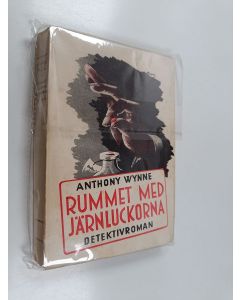 ANTHONY WYNNE
RUMMET MED
JÄRNLUCKORNA
DETEKTIVROMAN